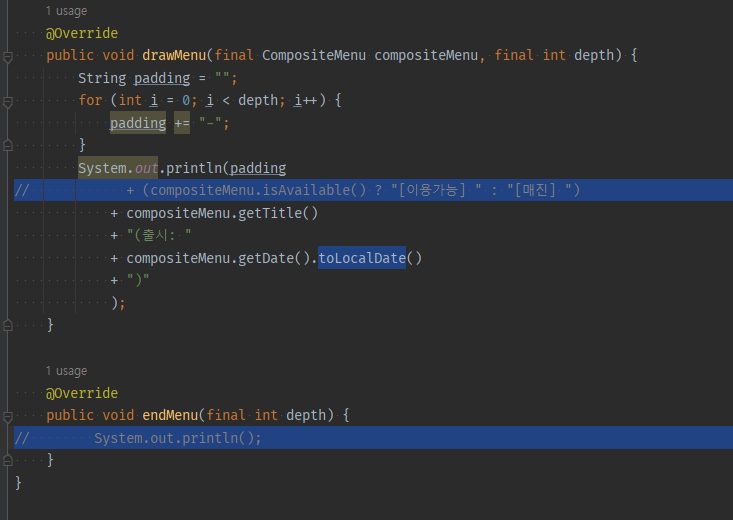 1 usage
@Override
public void drawMenu(final CompositeMenu compositeMenu, final int depth) {
String padding = "";
for (int i = 0; i < depth; i++) {
padding += "-";
}
System.out.println(padding
// + (compositeMenu.isAvailable() ? "[이용가능] " : "[매진] ")
+ compositeMenu.getTitle()
+ "(출시: "
+ compositeMenu.getDate().toLocalDate()
+ ")"
);
}
1 usage
@Override
public void endMenu(final int depth) {
// System.out.println();
}
}